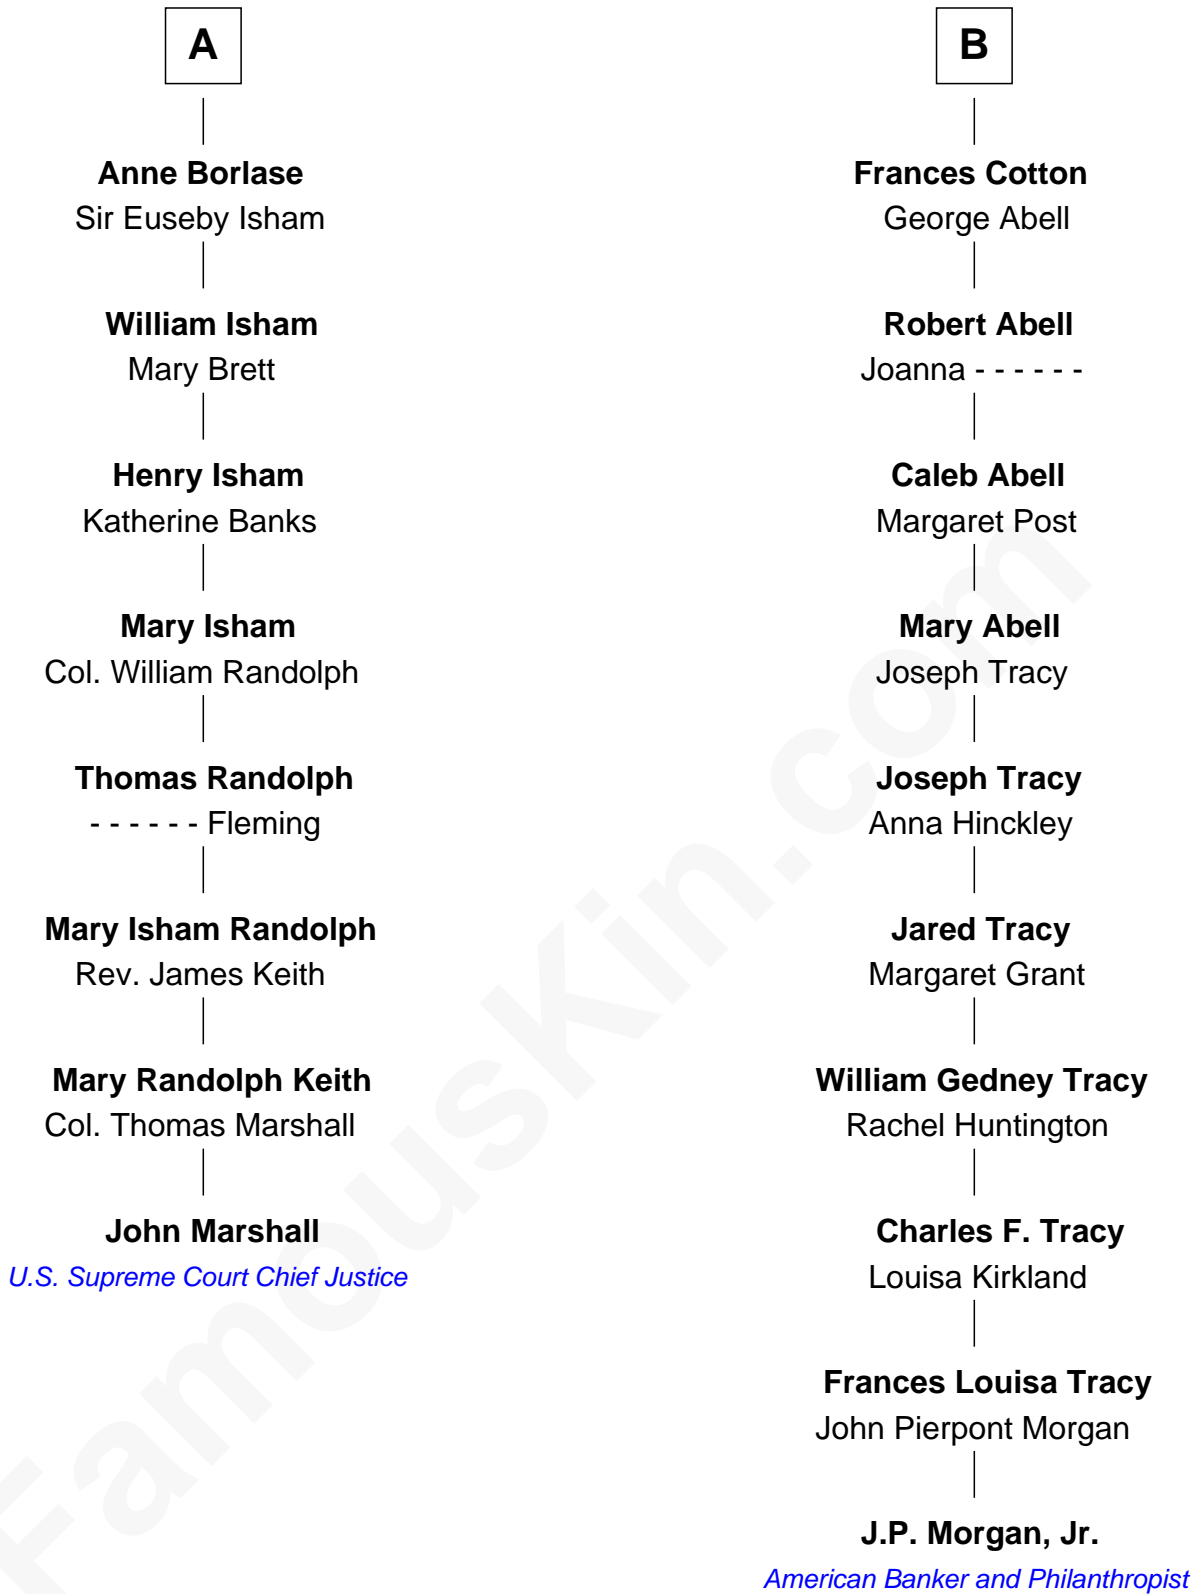 A
Anne Borlase
Sir Euseby Isham
William Isham
Mary Brett
Henry Isham
Katherine Banks
Mary Isham
Col. William Randolph
Thomas Randolph
- - - - - - Fleming
Mary Isham Randolph
Rev. James Keith
Mary Randolph Keith
Col. Thomas Marshall
John Marshall
U.S. Supreme Court Chief Justice
B
Frances Cotton
George Abell
Robert Abell
Joanna - - - - - -
Caleb Abell
Margaret Post
Mary Abell
Joseph Tracy
Joseph Tracy
Anna Hinckley
Jared Tracy
Margaret Grant
William Gedney Tracy
Rachel Huntington
Charles F. Tracy
Louisa Kirkland
Frances Louisa Tracy
John Pierpont Morgan
J.P. Morgan, Jr.
American Banker and Philanthropist
FamousKin.com